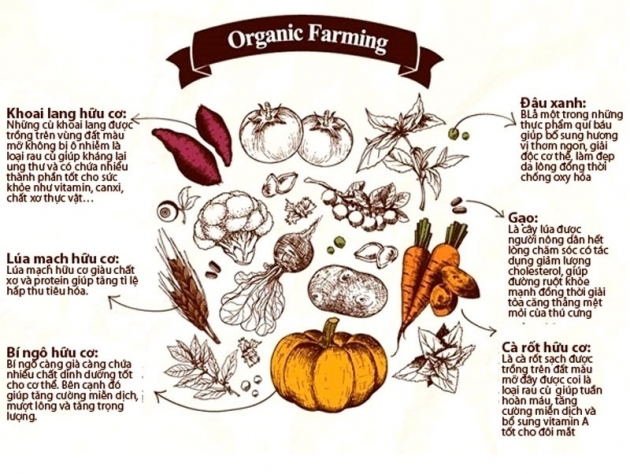 Organic Farming
Khoai lang hữu cơ:
Những củ khoai lang được
trồng trên vùng đất màu
mỡ không bị ô nhiễm là
loại rau củ giúp kháng lại
ung thư và có chứa nhiều
thành phần tốt cho sức
khỏe như vitamin, canxi,
chất xơ thực vật...
Lúa mạch hữu cơ:
Lúa mạch hữu cơ giàu chất
xơ và protein giúp tăng tỉ lệ
hấp thu tiêu hóa.
Bí ngô hữu cơ:
Bí ngô càng già càng chứa
nhiều chất dinh dưỡng tốt
cho cơ thể. Bên cạnh đó
giúp tăng cường miễn dịch,
mượt lông và tăng trọng
lượng.
Đậu xanh:
BLà một trong những
thực phẩm quí báu
giúp bổ sung hương
vị thơm ngon, giải
độc cơ thể, làm đẹp
da lông đồng thời
chống oxy hóa
Gạo:
Là cây lúa được
người nông dân hết
lòng chăm sóc có tác
dụng giảm lượng
cholesterol, giúp
đường ruột khỏe
mạnh đồng thời giải
tỏa căng thẳng mệt
mỏi của thú cưng
Cà rốt hữu cơ:
Là cà rốt sạch được
trồng trên đất màu
mỡ đây được coi là
loại rau củ giúp tuần
hoàn máu, tăng
cường miễn dịch và
bổ sung vitamin A
tốt cho đôi mắt